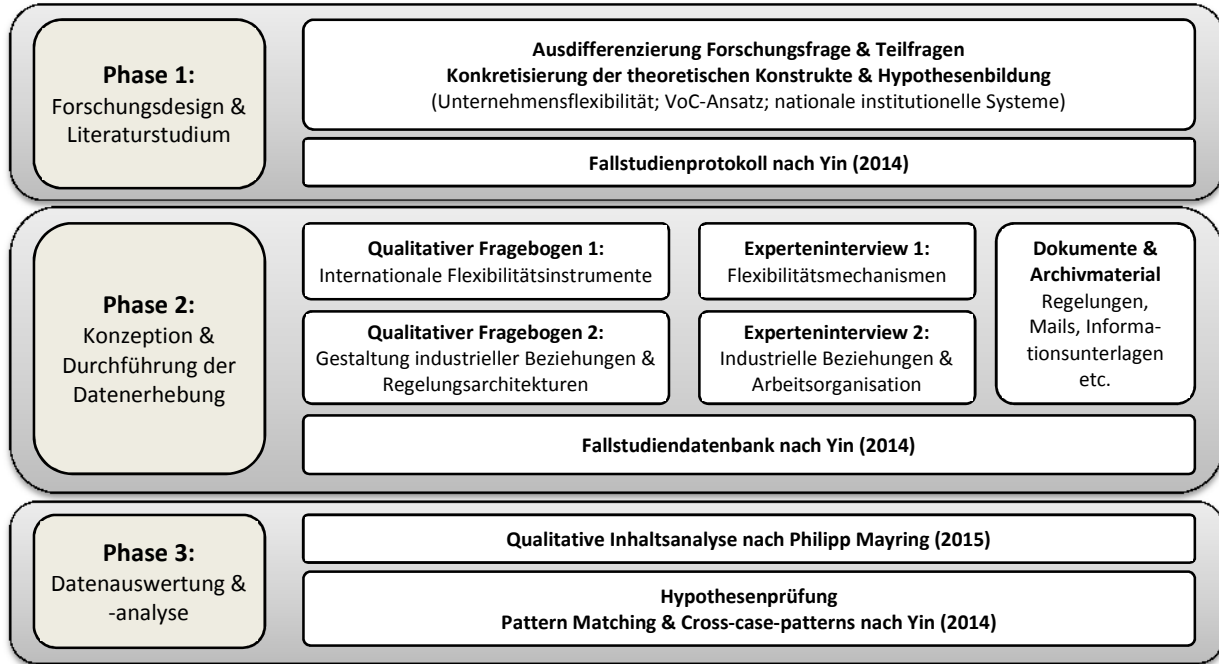 Phase 1:
Forschungsdesign &
Literaturstudium
Ausdifferenzierung Forschungsfrage & Teilfragen
Konkretisierung der theoretischen Konstrukte & Hypothesenbildung
(Unternehmensflexibilität; VoC-Ansatz; nationale institutionelle Systeme)
Fallstudienprotokoll nach Yin (2014)
Phase 2:
Konzeption &
Durchführung der
Datenerhebung
Qualitativer Fragebogen 1:
Internationale Flexibilitätsinstrumente
Experteninterview 1:
Flexibilitätsmechanismen
Qualitativer Fragebogen 2:
Gestaltung industrieller Beziehungen &
Regelungsarchitekturen
Experteninterview 2:
Industrielle Beziehungen &
Arbeitsorganisation
Dokumente &
Archivmaterial
Regelungen,
Mails, Informa-
tionsunterlagen
etc.
Fallstudiendatenbank nach Yin (2014)
Phase 3:
Datenauswertung &
-analyse
Qualitative Inhaltsanalyse nach Philipp Mayring (2015)
Hypothesenprüfung
Pattern Matching & Cross-case-patterns nach Yin (2014)